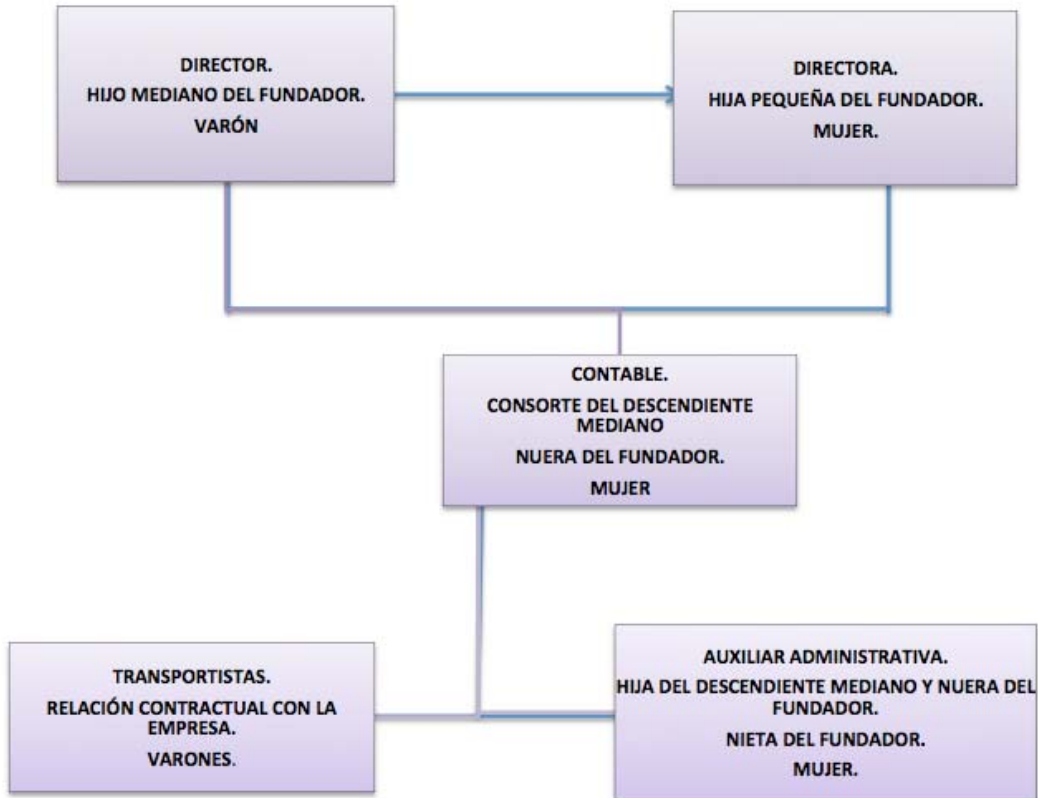 DIRECTOR.
HIJO MEDIANO DEL FUNDADOR.
VARÓN
DIRECTORA.
HIJA PEQUEÑA DEL FUNDADOR.
MUJER.
CONTABLE.
CONSORTE DEL DESCENDIENTE
MEDIANO
NUERA DEL FUNDADOR.
MUJER
TRANSPORTISTAS.
RELACIÓN CONTRACTUAL CON LA
EMPRESA.
VARONES.
AUXILIAR ADMINISTRATIVA.
HIJA DEL DESCENDIENTE MEDIANO Y NUERA DEL
FUNDADOR.
NIETA DEL FUNDADOR.
MUJER.